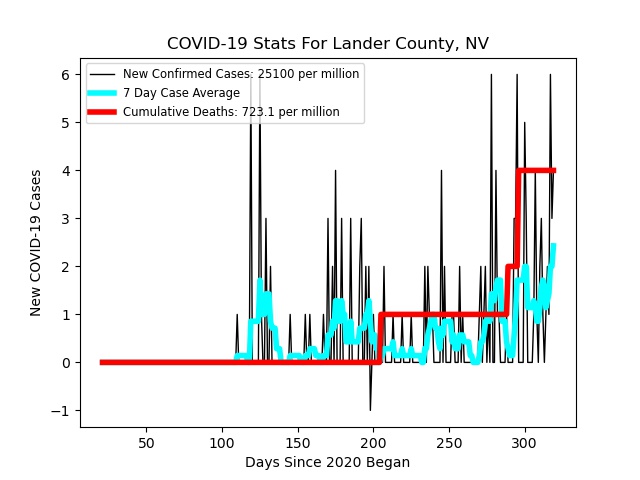 COVID-19 Stats For Lander County, NV
New Confirmed Cases: 25100 per million
7 Day Case Average
Cumulative Deaths: 723.1 per million
New COVID-19 Cases
6
5
4
3
2
1
0
−1
50 100 150 200 250 300
Days Since 2020 Began